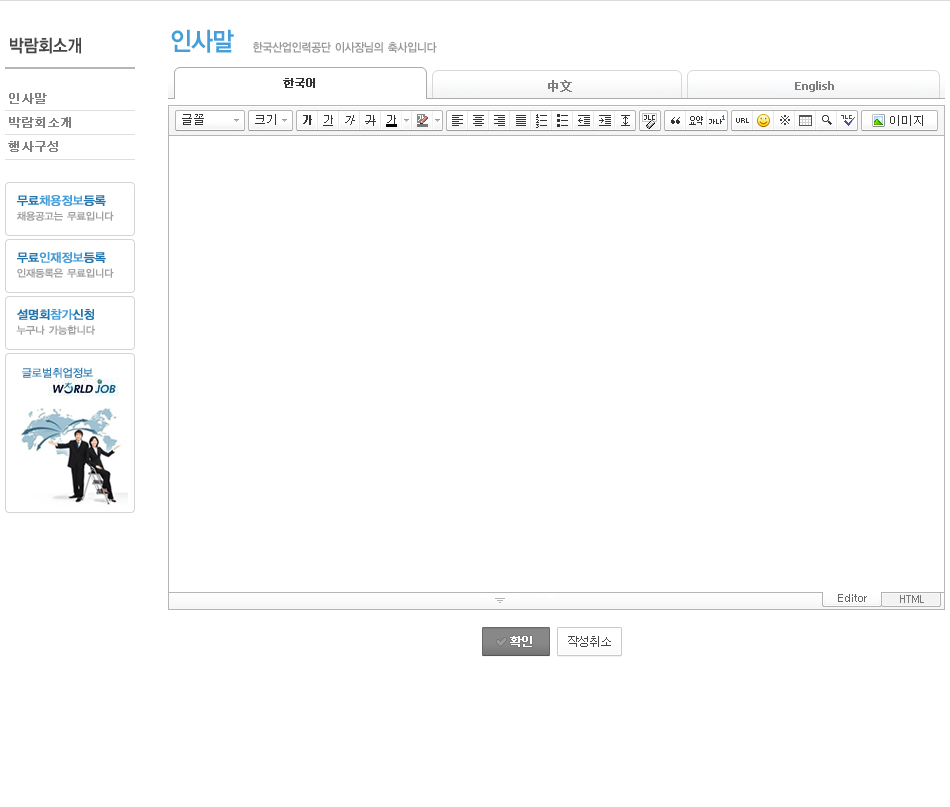 박람회소개
인사말
박람회소개
행사구성
무료채용정보등록
채용공고는 무료입니다
무료인재정보등록
인재등록은 무료입니다
설명회참가신청
누구나 가능합니다
글로벌취업정보
WORLD JOB
인사말 한국산업인력공단 이사장님의 축사입니다
한국어 中文 English
글꼴 크기 가 가 가 가 가 요약 가나1 URL 이미지
Editor HTML
확인 작성취소